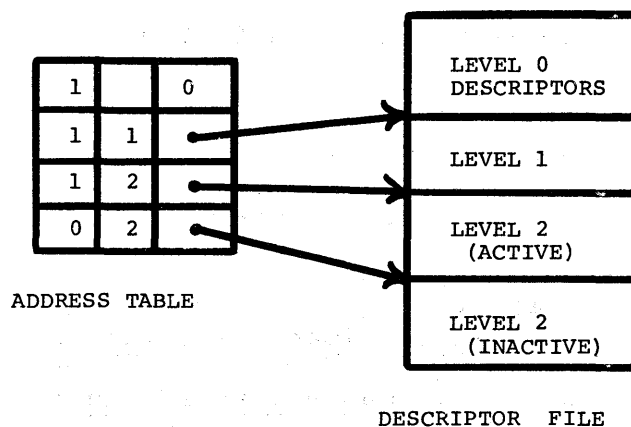 1 0
1 1
1 2
0 2
ADDRESS TABLE
LEVEL 0
DESCRIPTORS
LEVEL 1
LEVEL 2
(ACTIVE)
LEVEL 2
(INACTIVE)
DESCRIPTOR FILE